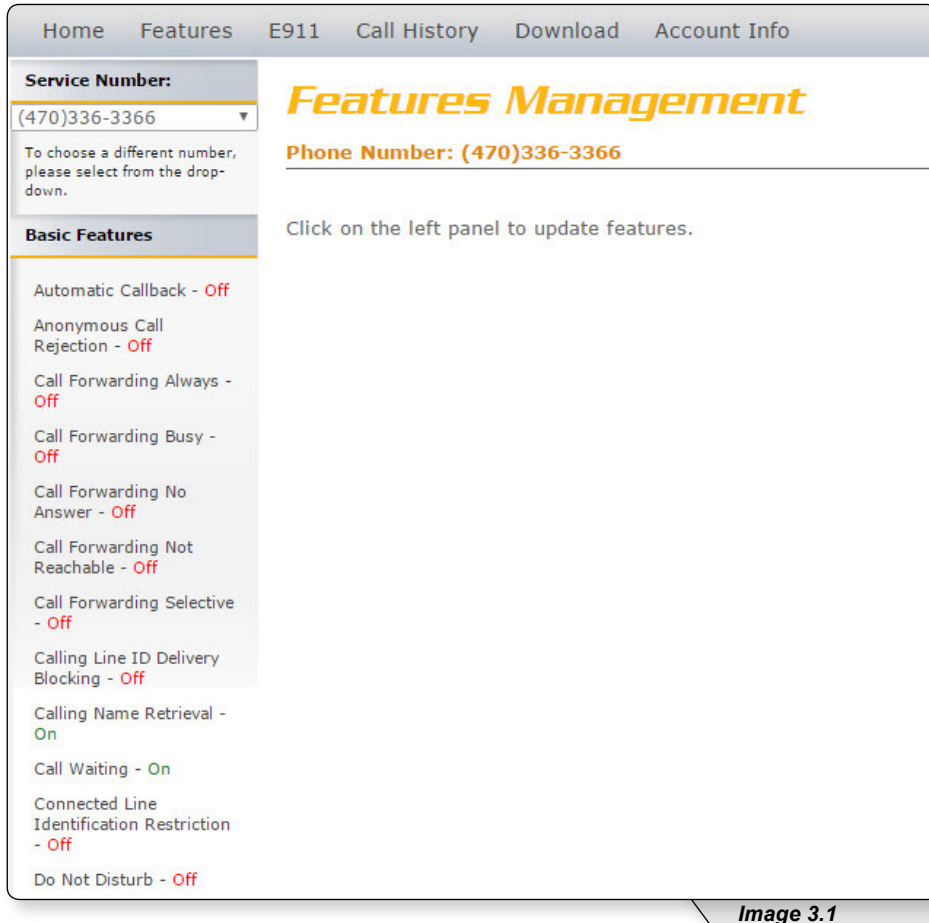 Home Features E911 Call History Download Account Info
Service Number:
(470)336-3366
To choose a different number,
please select from the drop-
down.
Basic Features
Automatic Callback - Off
Anonymous Call
Rejection - Off
Call Forwarding Always -
Off
Call Forwarding Busy -
Off
Call Forwarding No
Answer - Off
Call Forwarding Not
Reachable - Off
Call Forwarding Selective
- Off
Calling Line ID Delivery
Blocking - Off
Calling Name Retrieval -
On
Call Waiting - On
Connected Line
Identification Restriction
- Off
Do Not Disturb - Off
Features Management
Phone Number: (470)336-3366
Click on the left panel to update features.
Image 3.1